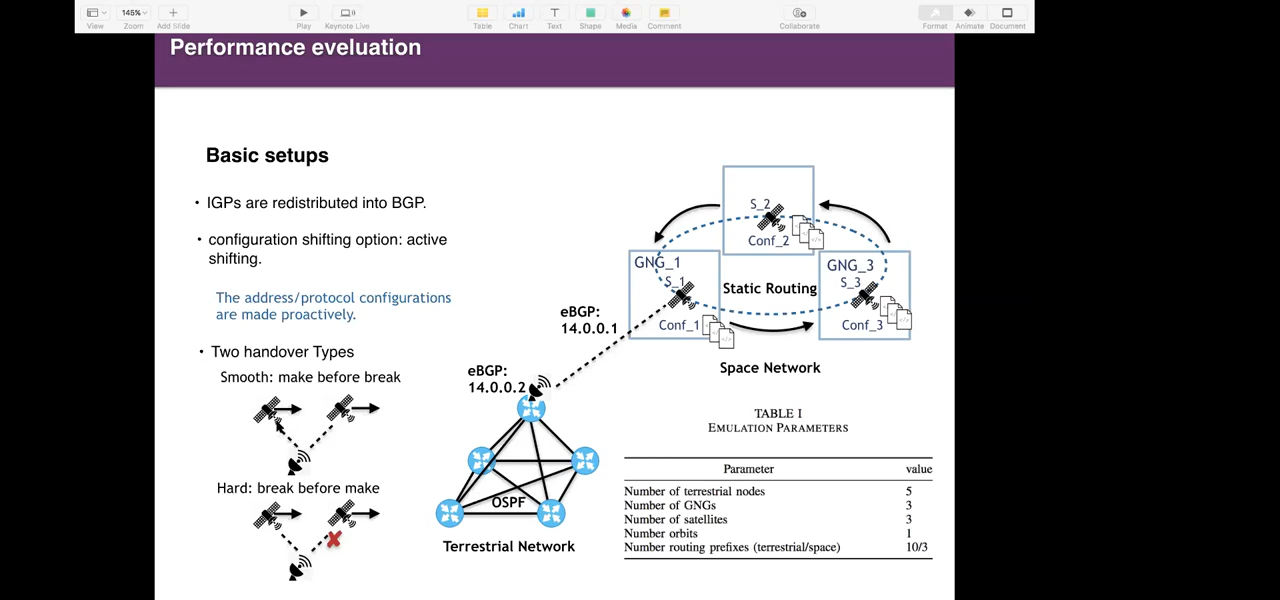 View
145%
Zoom
Add Slide
Play
Keynote Live
Table
Chart
Text
Shape
Media
Comment
Collaborate
Format
Animate
Document
Performance eveluation
Basic setups
• IGPs are redistributed into BGP.
• configuration shifting option: active
shifting.
The address/protocol configurations
are made proactively.
• Two handover Types
Smooth: make before break
Hard: break before make
S_2
Conf_2
GNG_1
S_1
Conf_1
Static Routing
GNG_3
S_3
Conf_3
eBGP:
14.0.0.1
Space Network
eBGP:
14.0.0.2
OSPF
Terrestrial Network
TABLE I
EMULATION PARAMETERS
Parameter value
Number of terrestrial nodes 5
Number of GNGs 3
Number of satellites 3
Number orbits 1
Number routing prefixes (terrestrial/space) 10/3